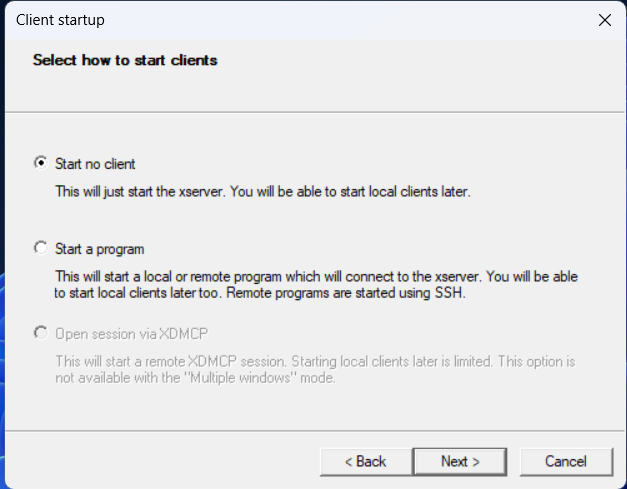 Client startup
Select how to start clients
Start no client
This will just start the xserver. You will be able to start local clients later.
Start a program
This will start a local or remote program which will connect to the xserver. You will be able
to start local clients later too. Remote programs are started using SSH.
Open session via XDMCP
This will start a remote XDMCP session. Starting local clients later is limited. This option is
not available with the "Multiple windows" mode.
< Back
Next >
Cancel